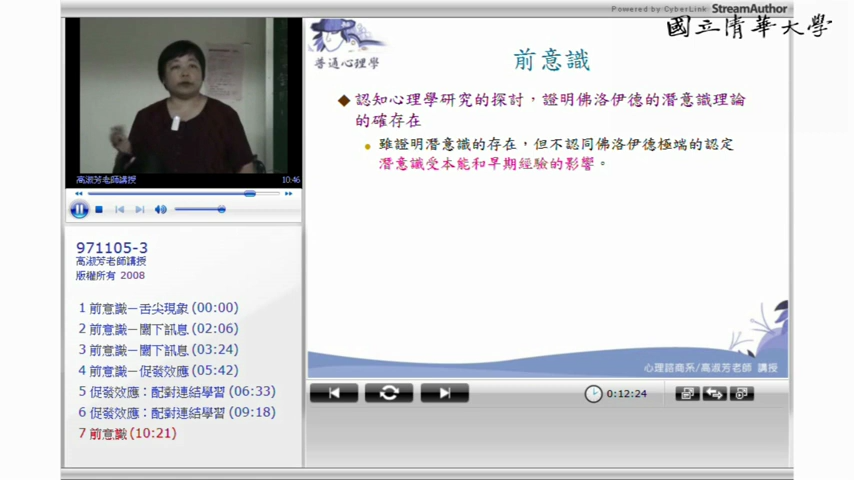 Powered by CyberLink StreamAuthor
國立清華大學
普通心理學
前意識
認知心理學研究的探討，證明佛洛伊德的潛意識理論
的確存在
雖證明潛意識的存在，但不認同佛洛伊德極端的認定
潛意識受本能和早期經驗的影響。
高淑芳老師講授
10:46
971105-3
高淑芳老師講授
版權所有 2008
1 前意識－舌尖現象 (00:00)
2 前意識－閾下訊息 (02:06)
3 前意識－閾下訊息 (03:24)
4 前意識－促發效應 (05:42)
5 促發效應：配對連結學習 (06:33)
6 促發效應：配對連結學習 (09:18)
7 前意識 (10:21)
心理諮商系/高淑芳老師 講授
0:12:24